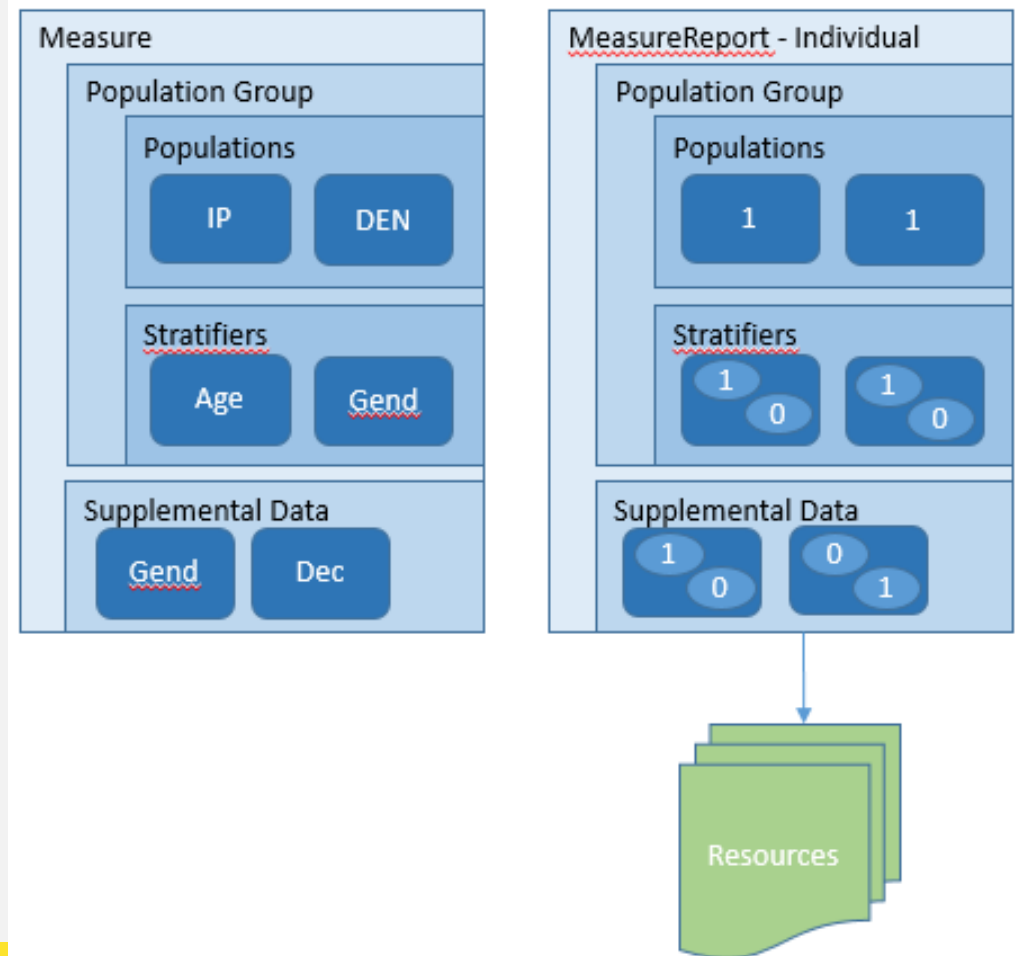 Measure
Population Group
Populations
IP DEN
Stratifiers
Age Gend
Supplemental Data
Gend Dec
MeasureReport - Individual
Population Group
Populations
1 1
Stratifiers
1 0 1 0
Supplemental Data
1 0 0 1
Resources